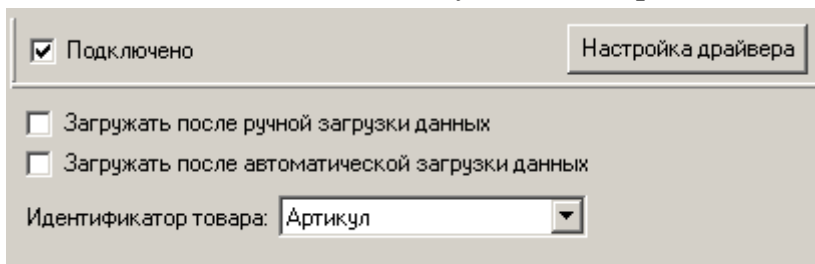 Подключено Настройка драйвера
Загружать после ручной загрузки данных
Загружать после автоматической загрузки данных
Идентификатор товара: Артикул